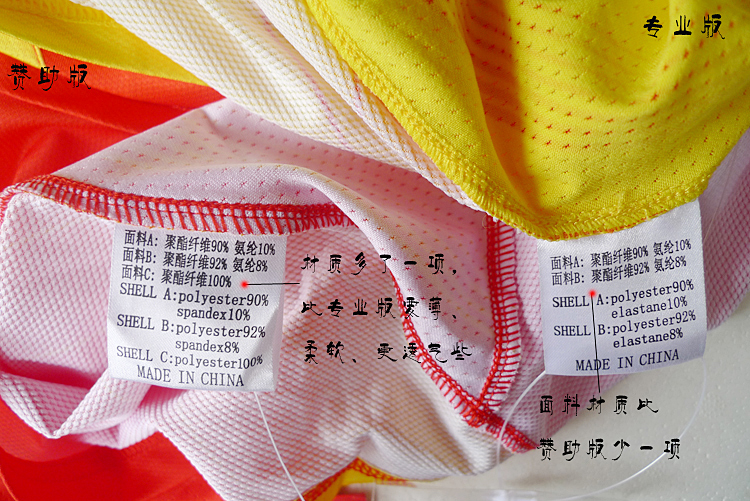 专业版
赞助版
面料A: 聚酯纤维90% 氨纶10%
面料B: 聚酯纤维92% 氨纶8%
面料C: 聚酯纤维100%
SHELL A:polyester90%
spandex10%
SHELL B:polyester92%
spandex8%
SHELL C:polyester100%
MADE IN CHINA
材质多了一项，
比专业版更薄、
柔软、更透气些
面料A: 聚酯纤维90% 氨纶10%
面料B: 聚酯纤维92% 氨纶8%
SHELL A:polyester90%
elastane10%
SHELL B:polyester92%
elastane8%
MADE IN CHINA
面料材质比
赞助版少一项